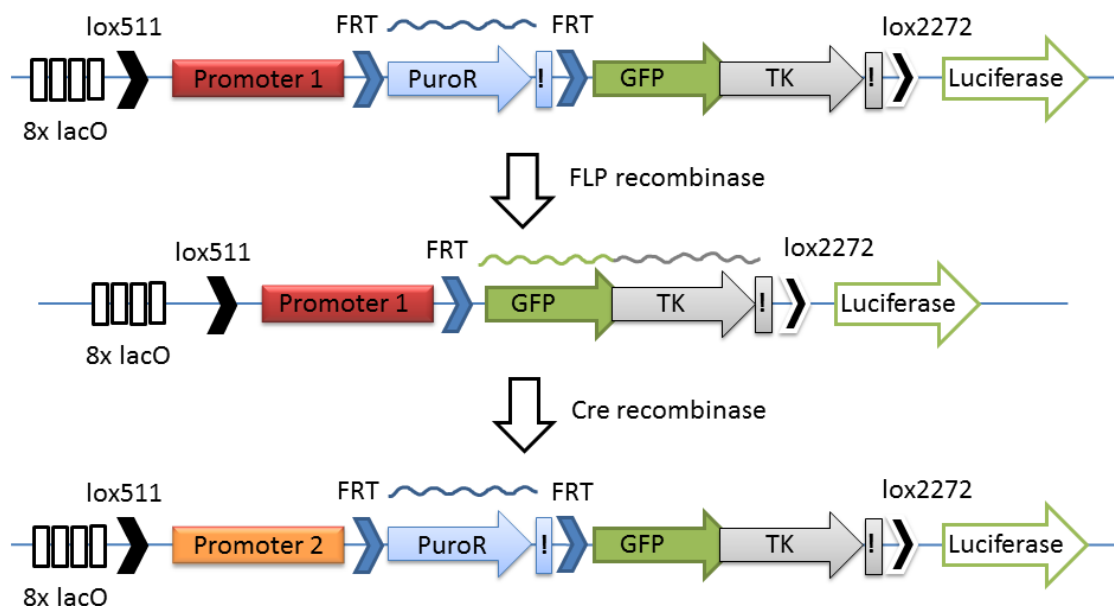 lox511 FRT FRT lox2272
Promoter 1 PuroR ! GFP TK ! Luciferase
8x lacO
FLP recombinase
lox511 FRT lox2272
Promoter 1 GFP TK ! Luciferase
8x lacO
Cre recombinase
lox511 FRT FRT lox2272
Promoter 2 PuroR ! GFP TK ! Luciferase
8x lacO